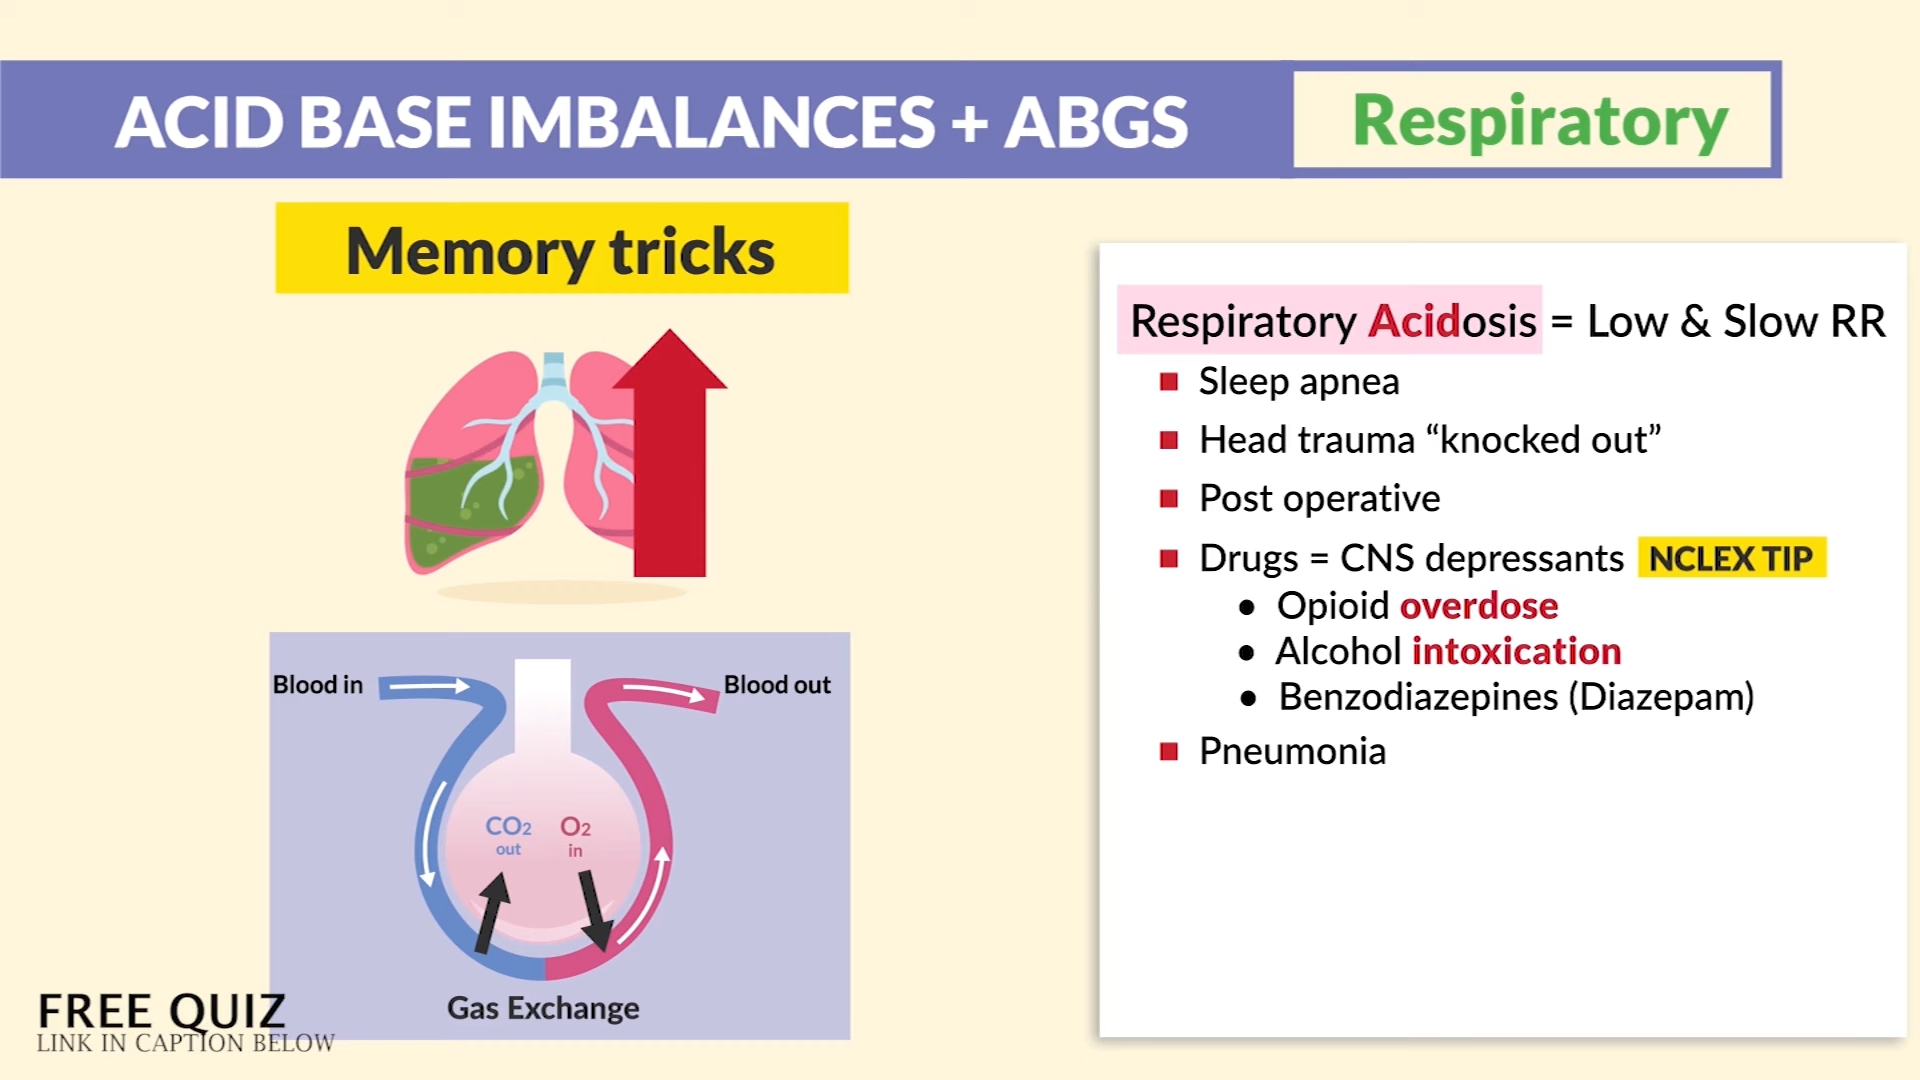 ACID BASE IMBALANCES + ABGS
Respiratory
Memory tricks
Respiratory Acidosis = Low & Slow RR
Sleep apnea
Head trauma “knocked out”
Post operative
Drugs = CNS depressants NCLEX TIP
Opioid overdose
Alcohol intoxication
Benzodiazepines (Diazepam)
Pneumonia
Blood in
Blood out
CO2 O2
out in
Gas Exchange
FREE QUIZ
LINK IN CAPTION BELOW